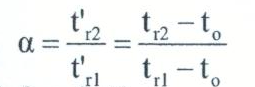 α = t'r2 / t'r1 = (tr2 − to) / (tr1 − to)